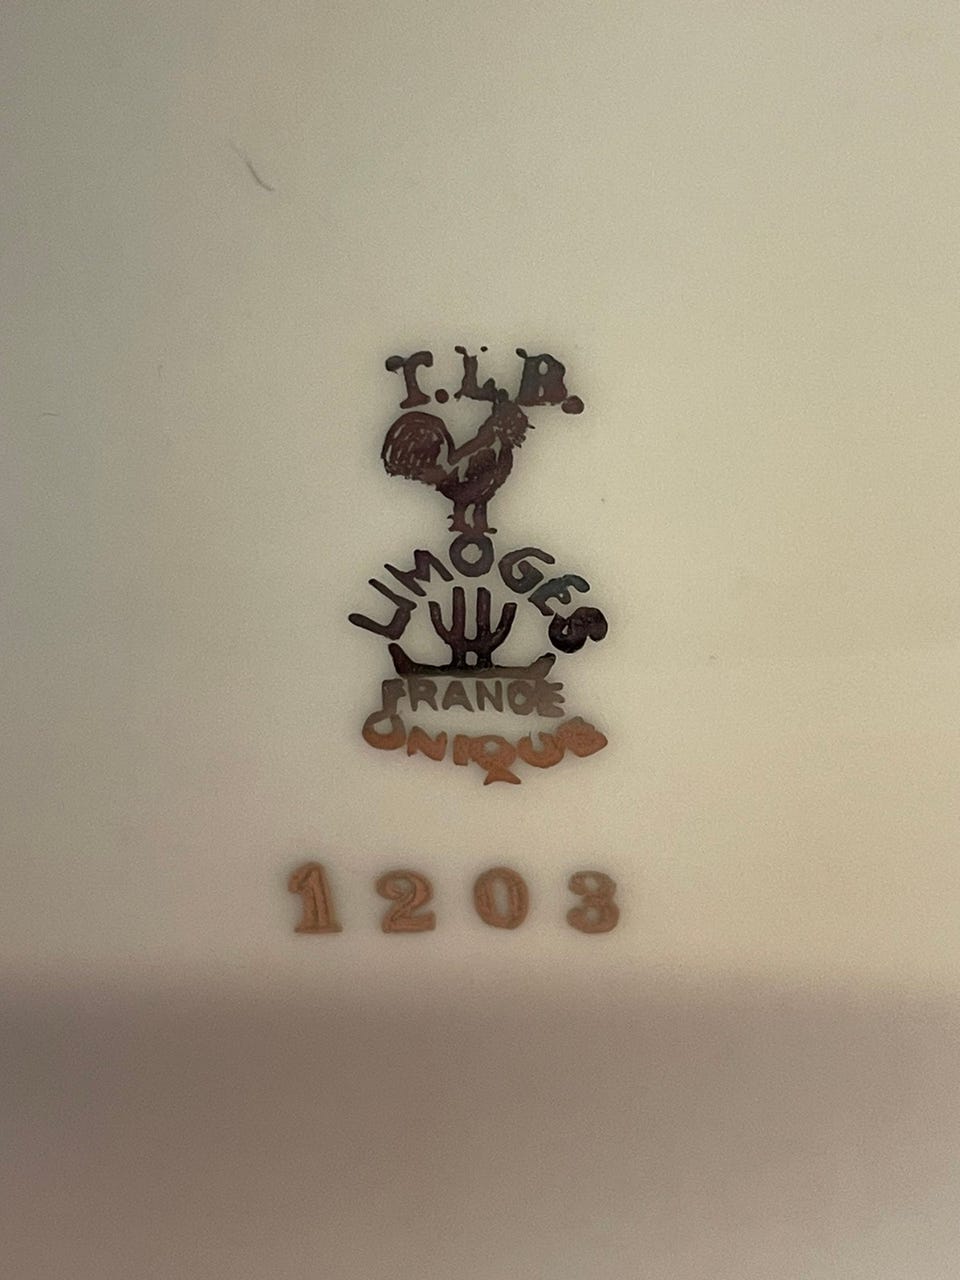 T.L.B.
LIMOGES
FRANCE
UNIQUE
1203